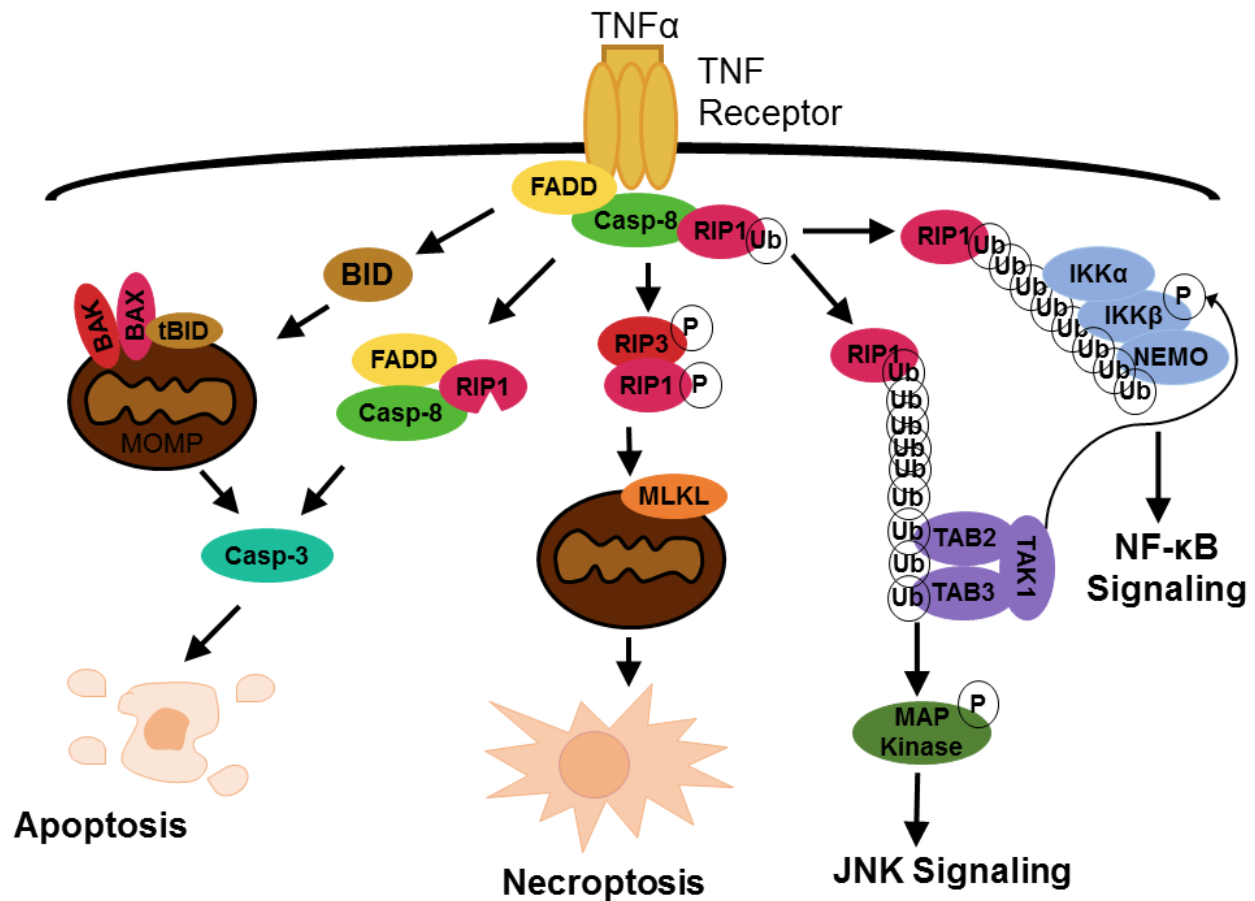 TNFα
TNF
Receptor
FADD
Casp-8
RIP1
Ub
BID
BAK
BAX
tBID
MOMP
FADD
Casp-8
RIP1
Casp-3
Apoptosis
RIP3
P
RIP1
P
MLKL
Necroptosis
RIP1
Ub
Ub
Ub
Ub
Ub
Ub
Ub
Ub
Ub
TAB2
TAB3
TAK1
MAP
Kinase
P
JNK Signaling
RIP1
Ub
Ub
Ub
Ub
Ub
Ub
Ub
Ub
IKKα
IKKβ
P
NEMO
NF-κB
Signaling